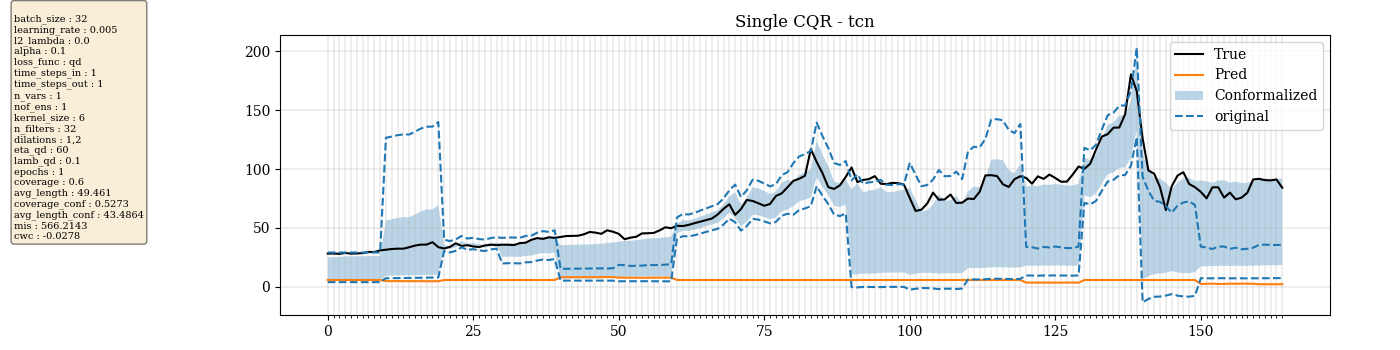 batch_size : 32
learning_rate : 0.005
l2_lambda : 0.0
alpha : 0.1
loss_func : qd
time_steps_in : 1
time_steps_out : 1
n_vars : 1
nof_ens : 1
kernel_size : 6
n_filters : 32
dilations : 1,2
eta_qd : 60
lamb_qd : 0.1
epochs : 1
coverage : 0.6
avg_length : 49.461
coverage_conf : 0.5273
avg_length_conf : 43.4864
mis : 566.2143
cwc : -0.0278
Single CQR - tcn
200
150
100
50
0
0 25 50 75 100 125 150
True
Pred
Conformalized
original